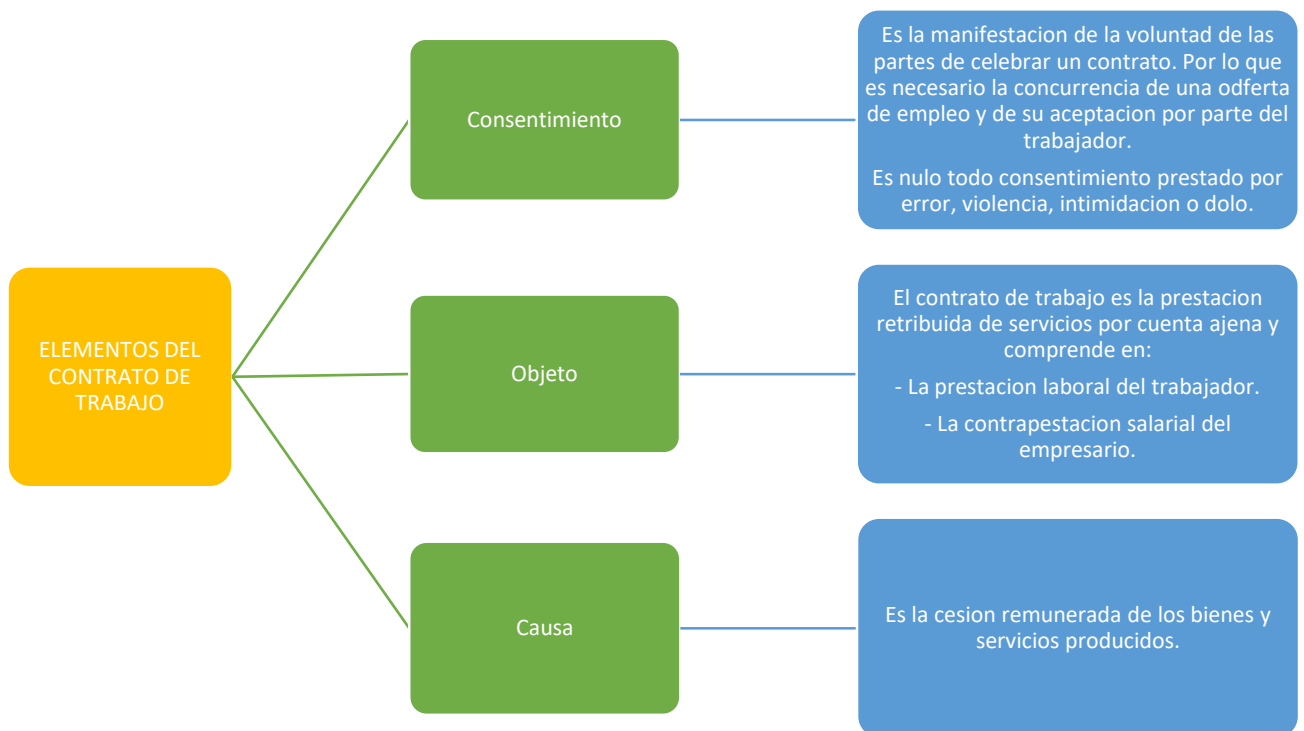 ELEMENTOS DEL
CONTRATO DE
TRABAJO
Consentimiento
Es la manifestacion de la voluntad de las
partes de celebrar un contrato. Por lo que
es necesario la concurrencia de una odferta
de empleo y de su aceptacion por parte del
trabajador.
Es nulo todo consentimiento prestado por
error, violencia, intimidacion o dolo.
Objeto
El contrato de trabajo es la prestacion
retribuida de servicios por cuenta ajena y
comprende en:
- La prestacion laboral del trabajador.
- La contrapestacion salarial del
empresario.
Causa
Es la cesion remunerada de los bienes y
servicios producidos.